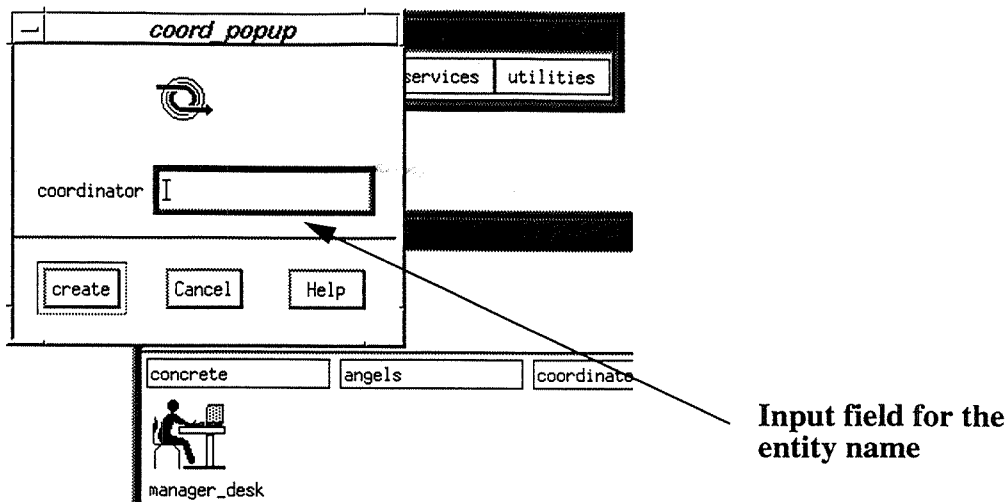 coord_popup
services utilities
coordinator
create Cancel Help
concrete angels coordinate
Input field for the
entity name
manager_desk